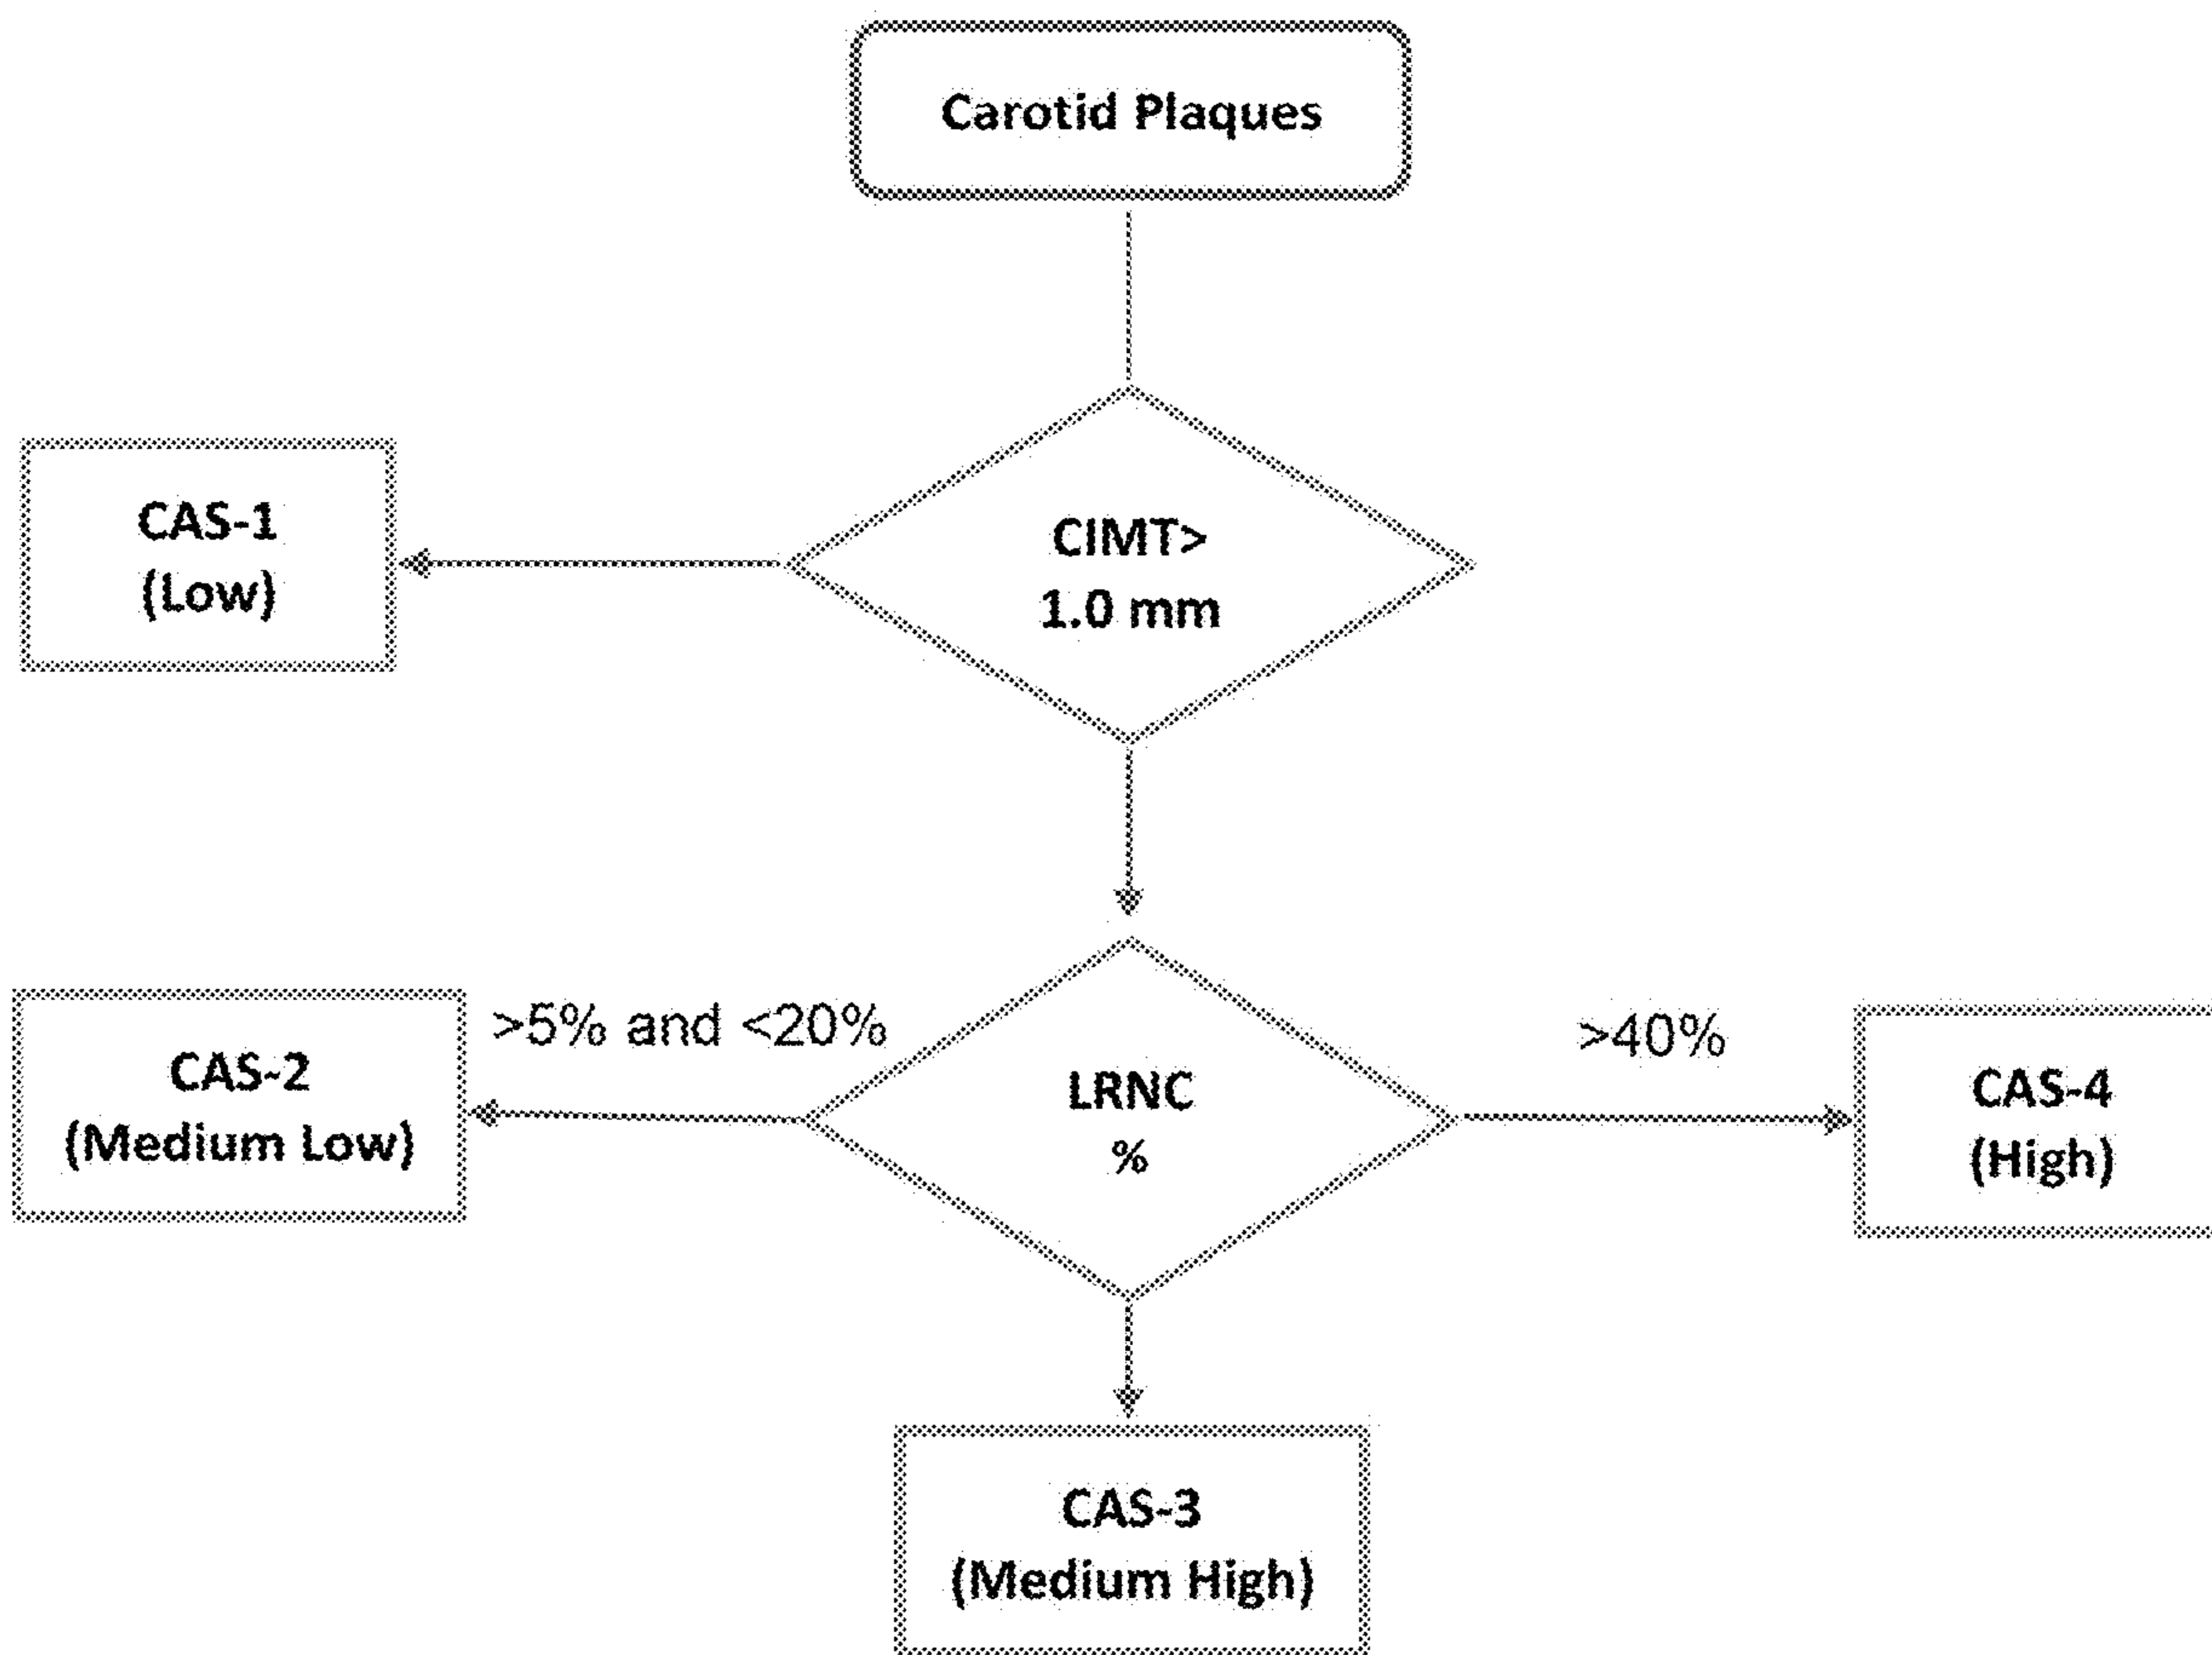 Carotid Plaques
CAS-1
(Low)
CIMT>
1.0 mm
CAS-2
(Medium Low)
>5% and <20%
LRNC
%
>40%
CAS-4
(High)
CAS-3
(Medium High)